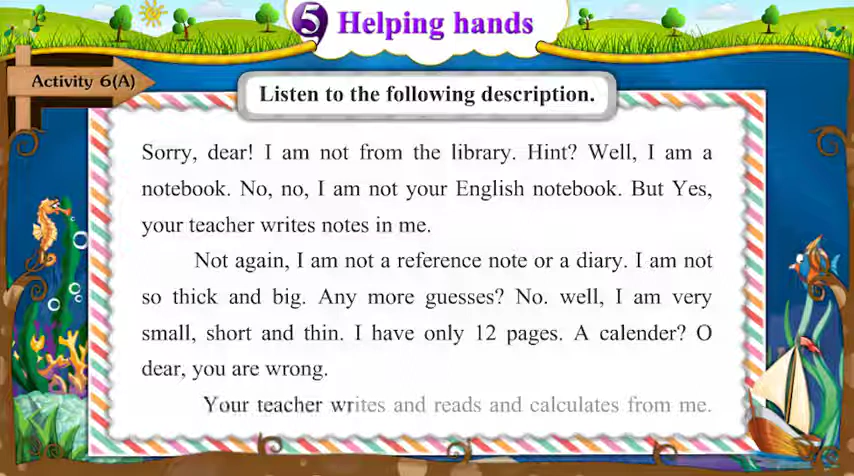 5 Helping hands
Activity 6(A)
Listen to the following description.
Sorry, dear! I am not from the library. Hint? Well, I am a
notebook. No, no, I am not your English notebook. But Yes,
your teacher writes notes in me.
Not again, I am not a reference note or a diary. I am not
so thick and big. Any more guesses? No. well, I am very
small, short and thin. I have only 12 pages. A calender? O
dear, you are wrong.
Your teacher writes and reads and calculates from me.